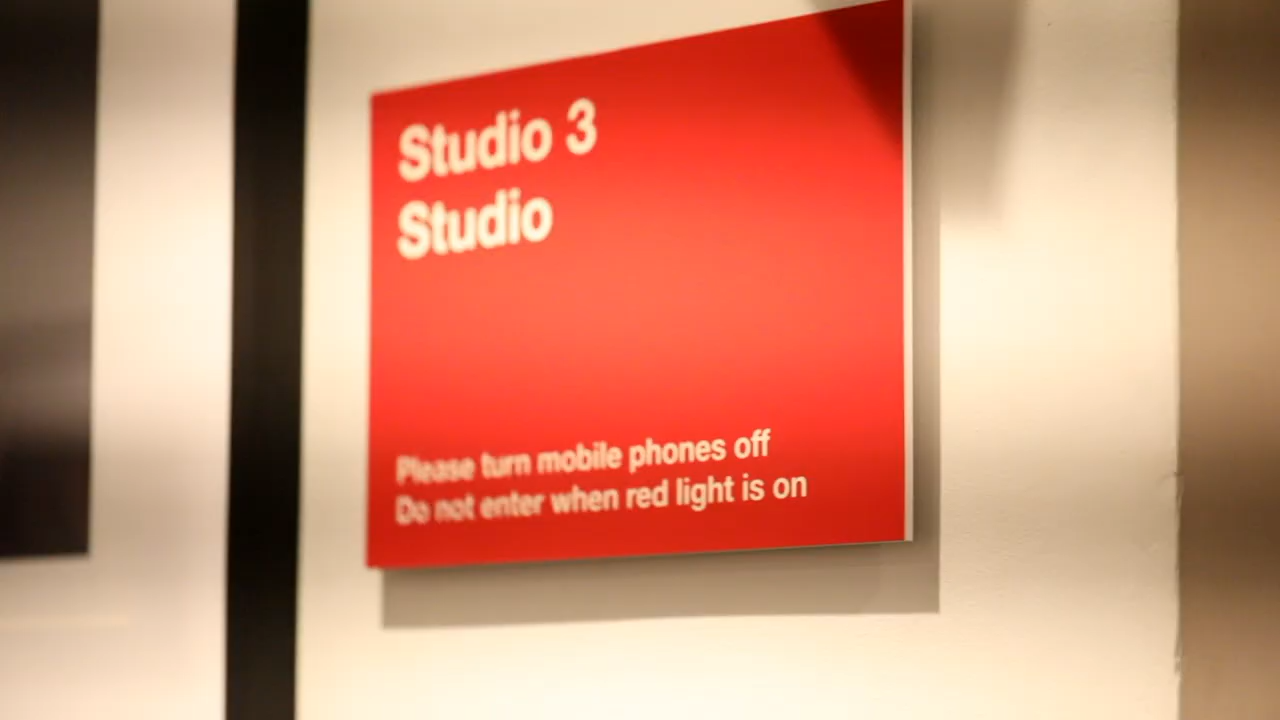 Studio 3
Studio
Please turn mobile phones off
Do not enter when red light is on